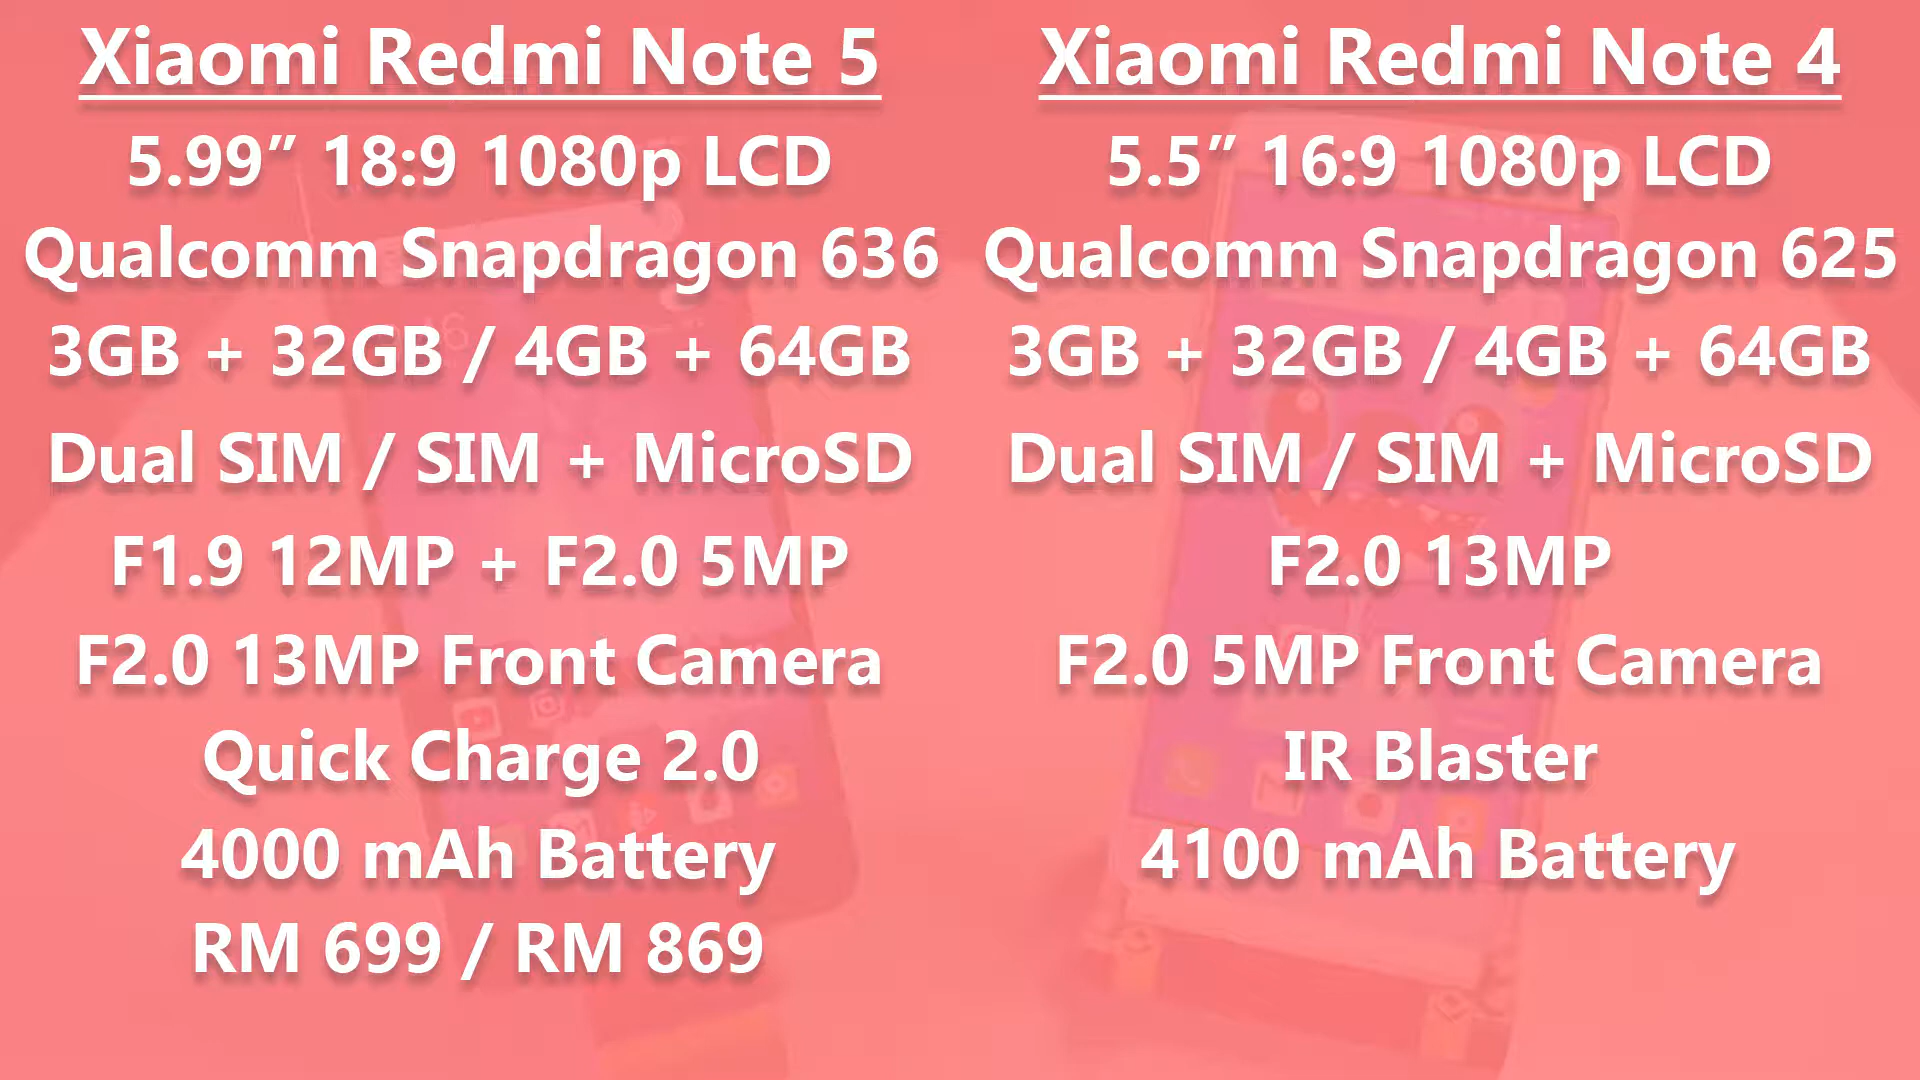 Xiaomi Redmi Note 5
5.99” 18:9 1080p LCD
Qualcomm Snapdragon 636
3GB + 32GB / 4GB + 64GB
Dual SIM / SIM + MicroSD
F1.9 12MP + F2.0 5MP
F2.0 13MP Front Camera
Quick Charge 2.0
4000 mAh Battery
RM 699 / RM 869
Xiaomi Redmi Note 4
5.5” 16:9 1080p LCD
Qualcomm Snapdragon 625
3GB + 32GB / 4GB + 64GB
Dual SIM / SIM + MicroSD
F2.0 13MP
F2.0 5MP Front Camera
IR Blaster
4100 mAh Battery